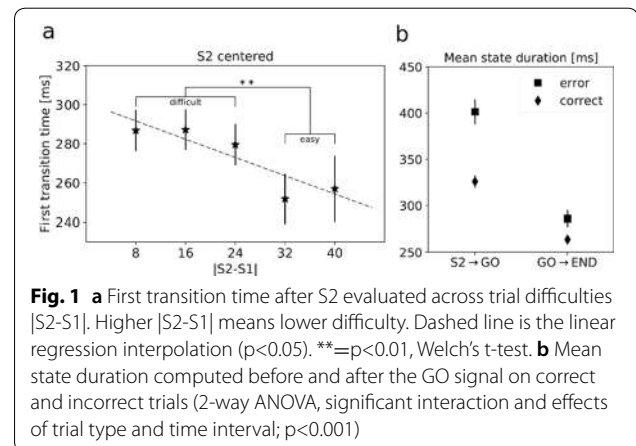 a
b
S2 centered
Mean state duration [ms]
First transition time [ms]
320
300
280
260
240
**
difficult
easy
8 16 24 32 40
|S2-S1|
450
400
350
300
250
error
correct
S2→GO GO→END
Fig. 1 a First transition time after S2 evaluated across trial difficulties
|S2-S1|. Higher |S2-S1| means lower difficulty. Dashed line is the linear
regression interpolation (p<0.05). **=p<0.01, Welch's t-test. b Mean
state duration computed before and after the GO signal on correct
and incorrect trials (2-way ANOVA, significant interaction and effects
of trial type and time interval; p<0.001)